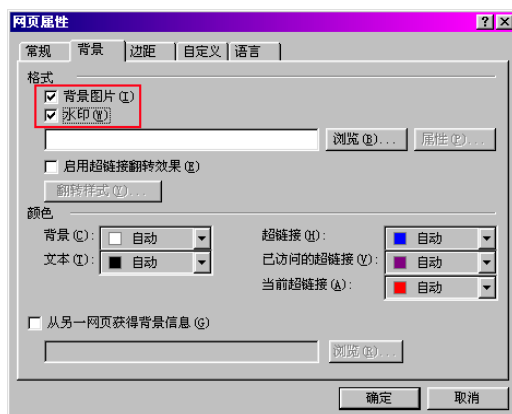 网页属性
常规 背景 边距 自定义 语言
格式
背景图片(I)
水印(W)
浏览(B)... 属性(P)...
启用超链接翻转效果(E)
翻转样式(Y)...
颜色
背景(C): 自动 超链接(H): 自动
文本(T): 自动 已访问的超链接(V): 自动
当前超链接(A): 自动
从另一网页获得背景信息(G)
浏览(R)...
确定 取消